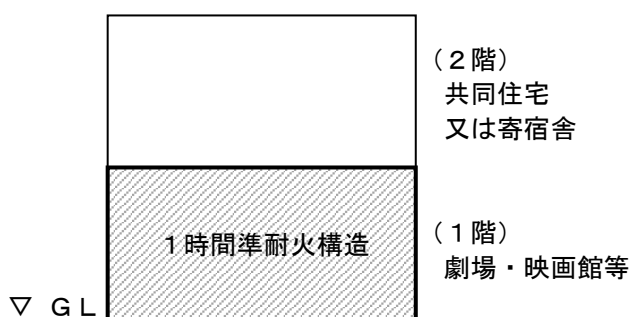 （２階）
共同住宅
又は寄宿舎
１時間準耐火構造
（１階）
劇場・映画館等
▽ ＧＬ